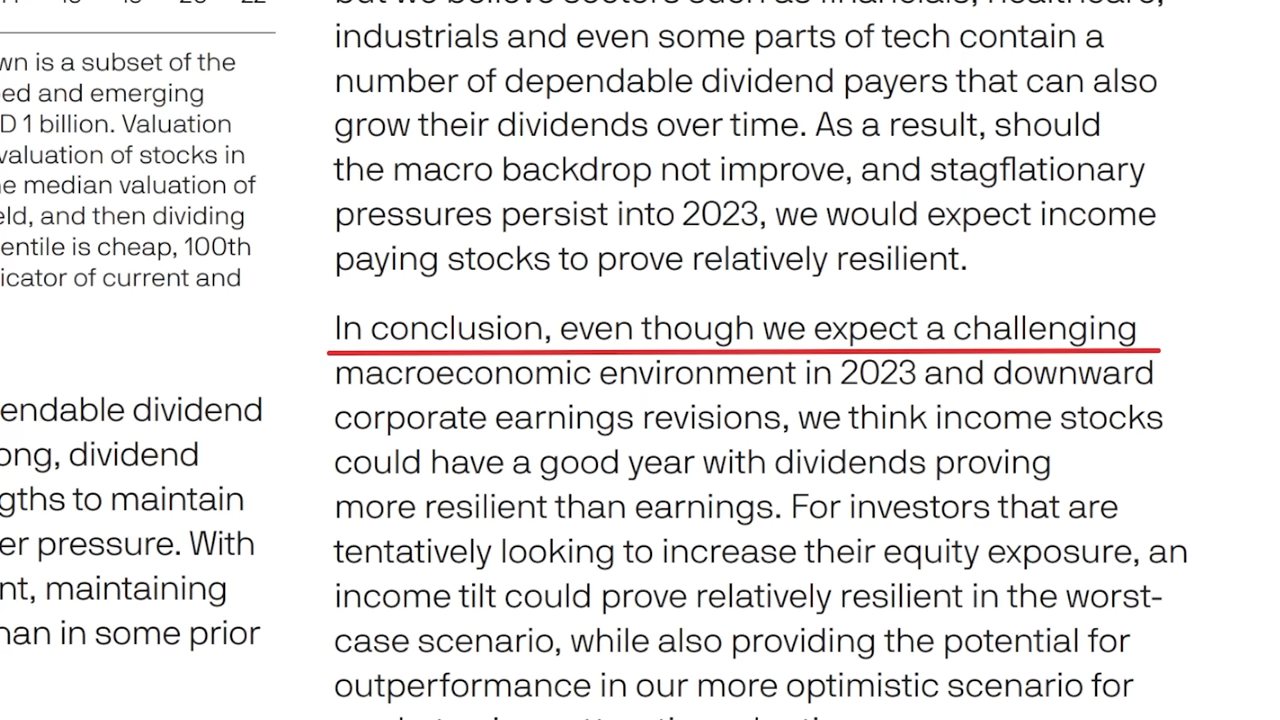 wn is a subset of the
ed and emerging
D 1 billion. Valuation
valuation of stocks in
e median valuation of
eld, and then dividing
entile is cheap, 100th
icator of current and
endable dividend
ong, dividend
gths to maintain
er pressure. With
nt, maintaining
han in some prior
industrials and even some parts of tech contain a
number of dependable dividend payers that can also
grow their dividends over time. As a result, should
the macro backdrop not improve, and stagflationary
pressures persist into 2023, we would expect income
paying stocks to prove relatively resilient.
In conclusion, even though we expect a challenging
macroeconomic environment in 2023 and downward
corporate earnings revisions, we think income stocks
could have a good year with dividends proving
more resilient than earnings. For investors that are
tentatively looking to increase their equity exposure, an
income tilt could prove relatively resilient in the worst-
case scenario, while also providing the potential for
outperformance in our more optimistic scenario for